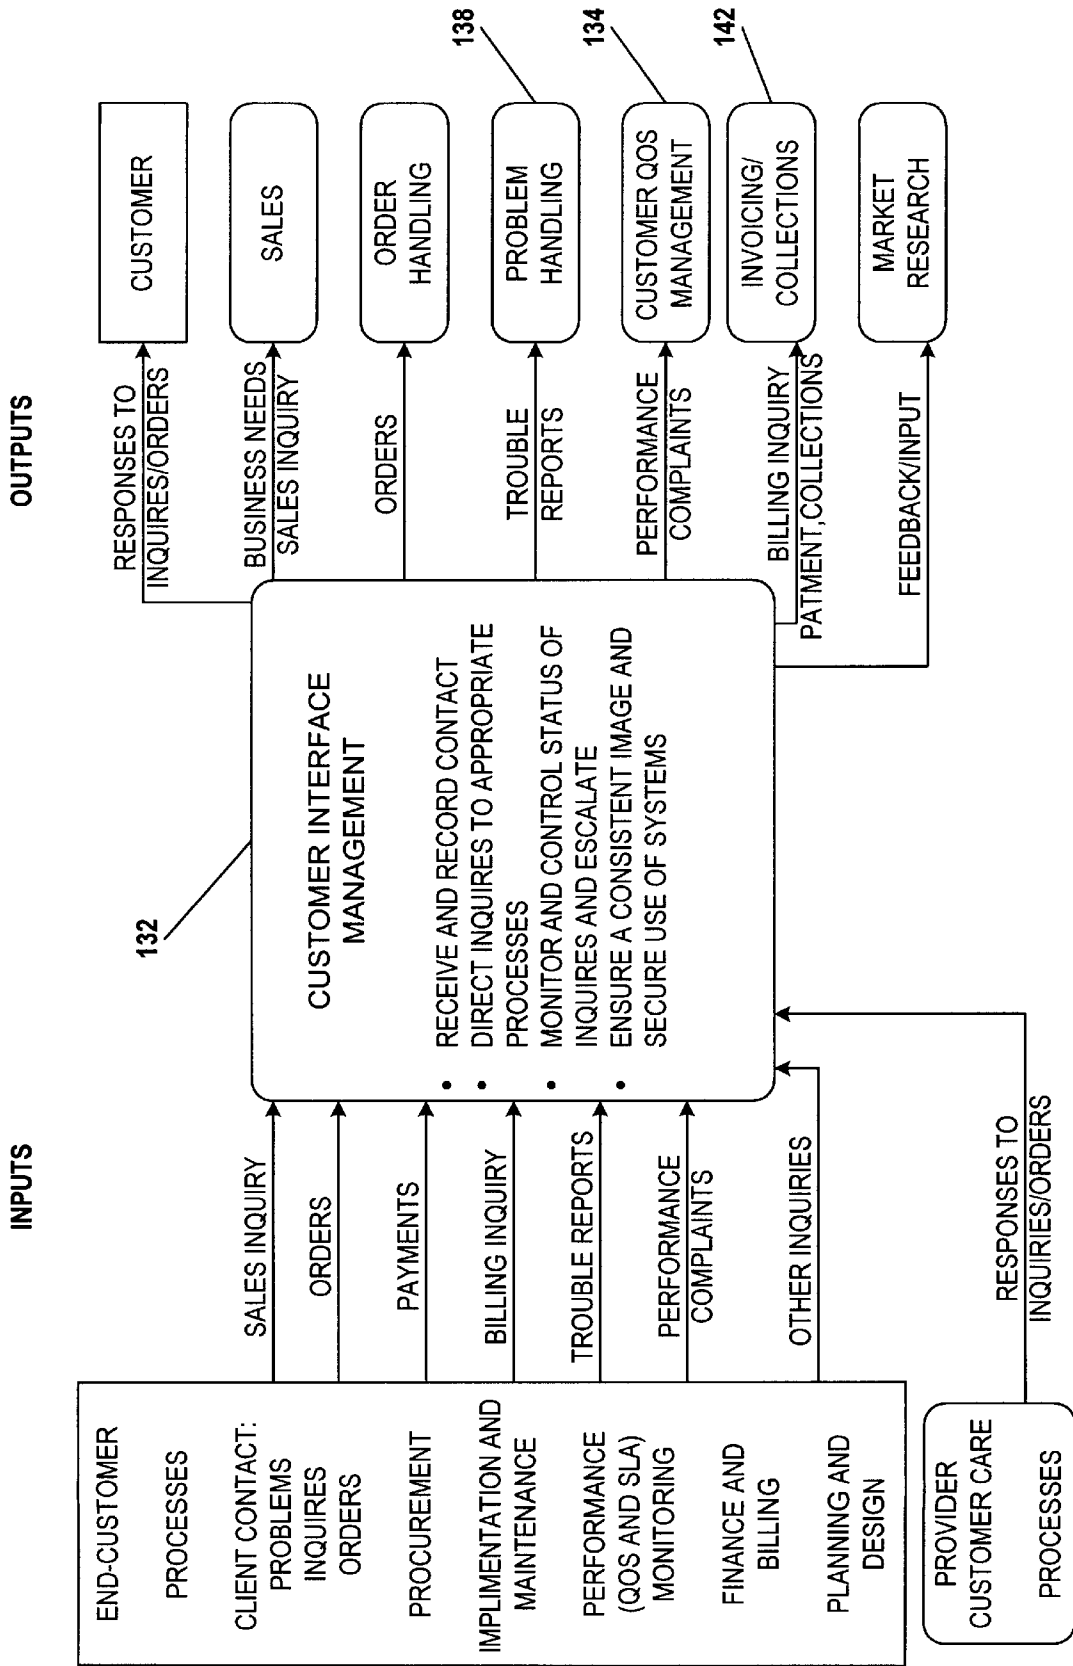 INPUTS
OUTPUTS
END-CUSTOMER
PROCESSES
CLIENT CONTACT:
PROBLEMS
INQUIRES
ORDERS
PROCUREMENT
IMPLIMENTATION AND
MAINTENANCE
PERFORMANCE
(QOS AND SLA)
MONITORING
FINANCE AND
BILLING
PLANNING AND
DESIGN
PROVIDER
CUSTOMER CARE
PROCESSES
SALES INQUIRY
ORDERS
PAYMENTS
BILLING INQUIRY
TROUBLE REPORTS
PERFORMANCE
COMPLAINTS
OTHER INQUIRIES
RESPONSES TO
INQUIRIES/ORDERS
132
CUSTOMER INTERFACE
MANAGEMENT
• RECEIVE AND RECORD CONTACT
• DIRECT INQUIRES TO APPROPRIATE
PROCESSES
• MONITOR AND CONTROL STATUS OF
INQUIRES AND ESCALATE
• ENSURE A CONSISTENT IMAGE AND
SECURE USE OF SYSTEMS
RESPONSES TO
INQUIRES/ORDERS
BUSINESS NEEDS
SALES INQUIRY
ORDERS
TROUBLE
REPORTS
PERFORMANCE
COMPLAINTS
BILLING INQUIRY
PATMENT,COLLECTIONS
FEEDBACK/INPUT
CUSTOMER
SALES
ORDER
HANDLING
PROBLEM
HANDLING
138
CUSTOMER QOS
MANAGEMENT
134
INVOICING/
COLLECTIONS
142
MARKET
RESEARCH